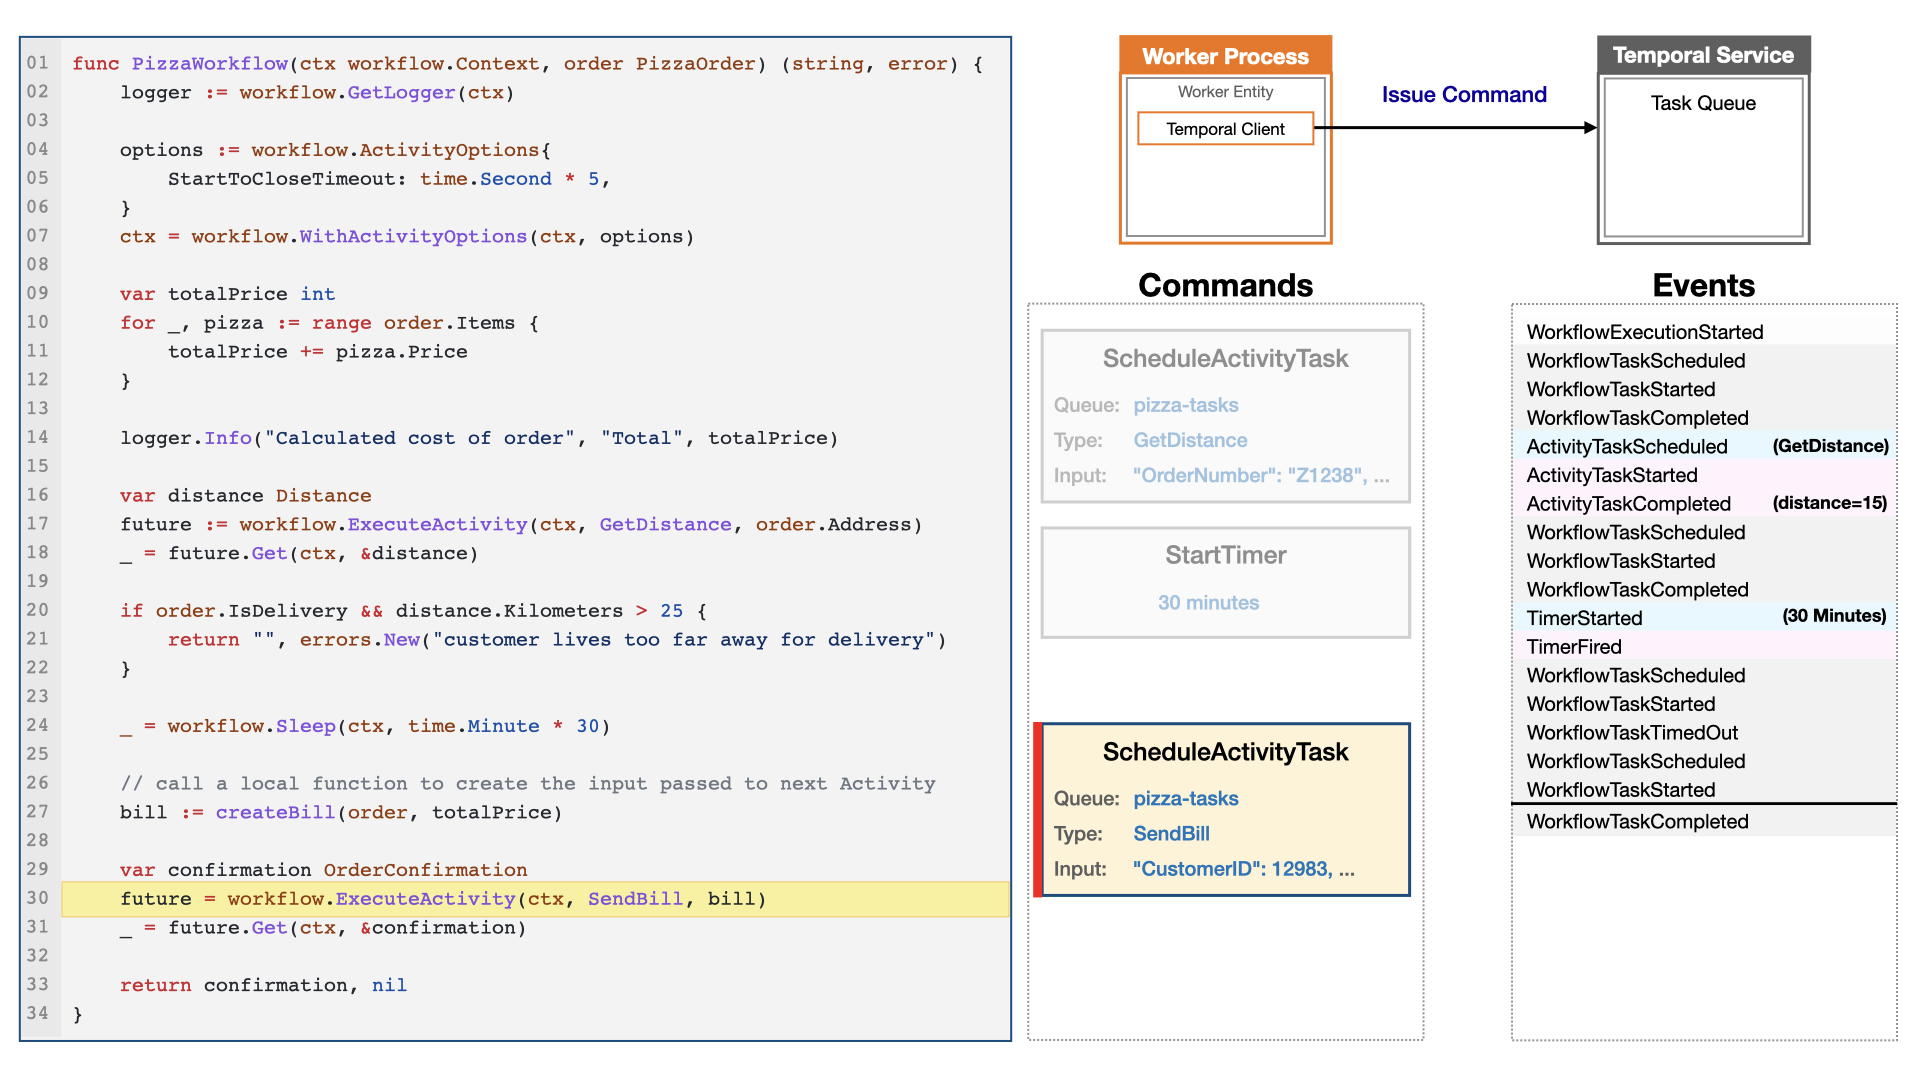 01 func PizzaWorkflow(ctx workflow.Context, order PizzaOrder) (string, error) {
02     logger := workflow.GetLogger(ctx)
03
04     options := workflow.ActivityOptions{
05         StartToCloseTimeout: time.Second * 5,
06     }
07     ctx = workflow.WithActivityOptions(ctx, options)
08
09     var totalPrice int
10     for _, pizza := range order.Items {
11         totalPrice += pizza.Price
12     }
13
14     logger.Info("Calculated cost of order", "Total", totalPrice)
15
16     var distance Distance
17     future := workflow.ExecuteActivity(ctx, GetDistance, order.Address)
18     _ = future.Get(ctx, &distance)
19
20     if order.IsDelivery && distance.Kilometers > 25 {
21         return "", errors.New("customer lives too far away for delivery")
22     }
23
24     _ = workflow.Sleep(ctx, time.Minute * 30)
25
26     // call a local function to create the input passed to next Activity
27     bill := createBill(order, totalPrice)
28
29     var confirmation OrderConfirmation
30     future = workflow.ExecuteActivity(ctx, SendBill, bill)
31     _ = future.Get(ctx, &confirmation)
32
33     return confirmation, nil
34 }
Worker Process
Worker Entity
Temporal Client
Issue Command
Temporal Service
Task Queue
Commands
ScheduleActivityTask
Queue: pizza-tasks
Type: GetDistance
Input: "OrderNumber": "Z1238", ...
StartTimer
30 minutes
ScheduleActivityTask
Queue: pizza-tasks
Type: SendBill
Input: "CustomerID": 12983, ...
Events
WorkflowExecutionStarted
WorkflowTaskScheduled
WorkflowTaskStarted
WorkflowTaskCompleted
ActivityTaskScheduled (GetDistance)
ActivityTaskStarted
ActivityTaskCompleted (distance=15)
WorkflowTaskScheduled
WorkflowTaskStarted
WorkflowTaskCompleted
TimerStarted (30 Minutes)
TimerFired
WorkflowTaskScheduled
WorkflowTaskStarted
WorkflowTaskTimedOut
WorkflowTaskScheduled
WorkflowTaskStarted
WorkflowTaskCompleted